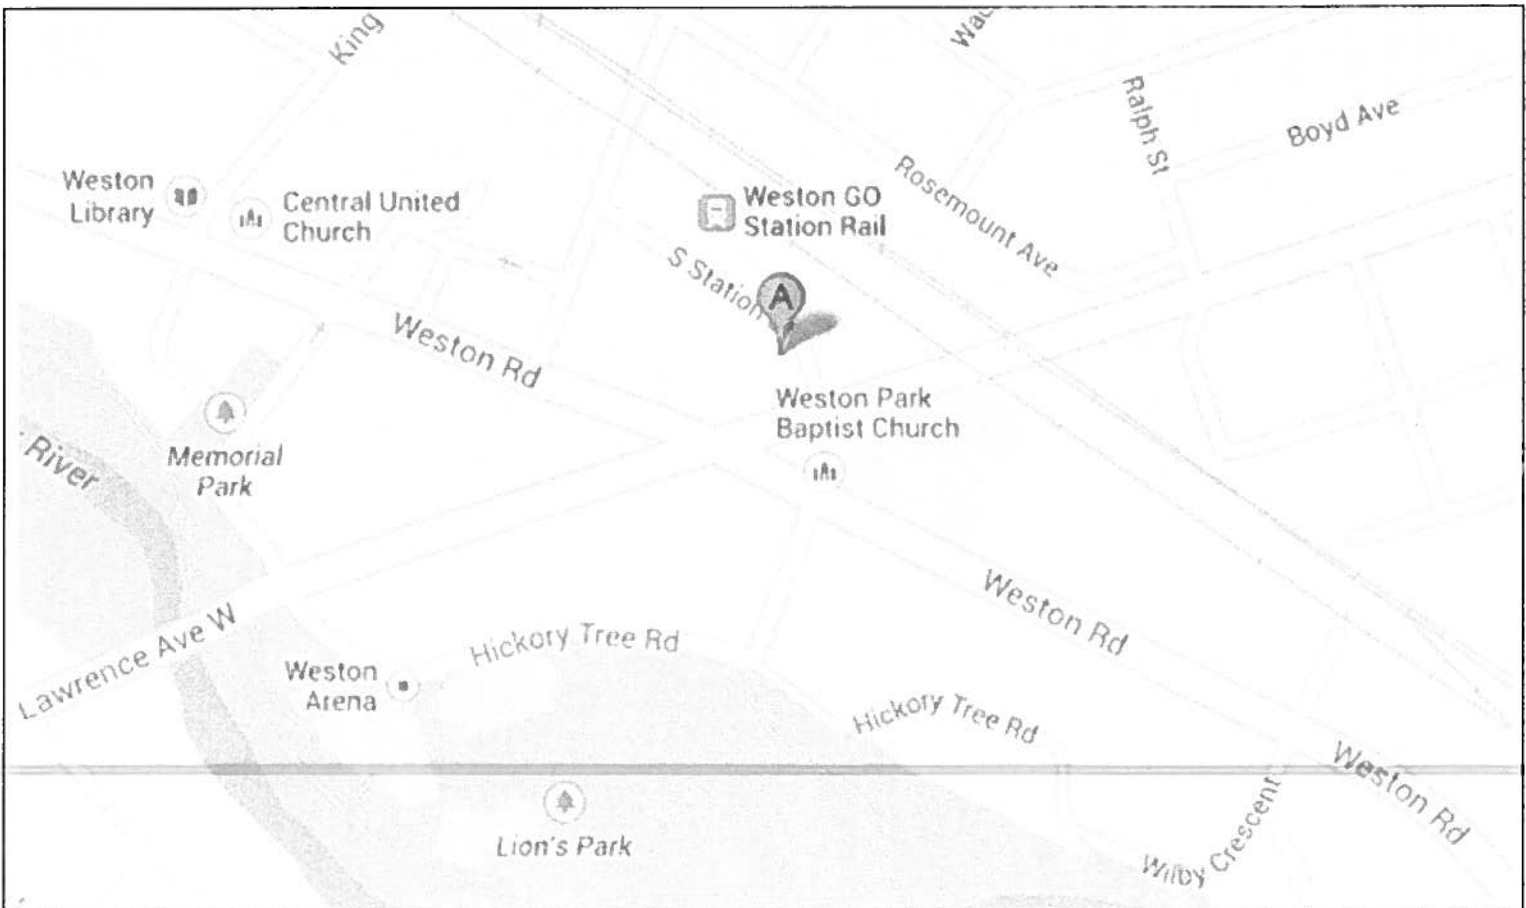 King
Ralph St
Boyd Ave
Weston
Library
Central United
Church
Weston GO
Station Rail
Rosemount Ave
S Station
A
Weston Rd
Weston Park
Baptist Church
River
Memorial
Park
Lawrence Ave W
Hickory Tree Rd
Weston
Arena
Weston Rd
Hickory Tree Rd
Weston Rd
Lion's Park
Wilby Crescent